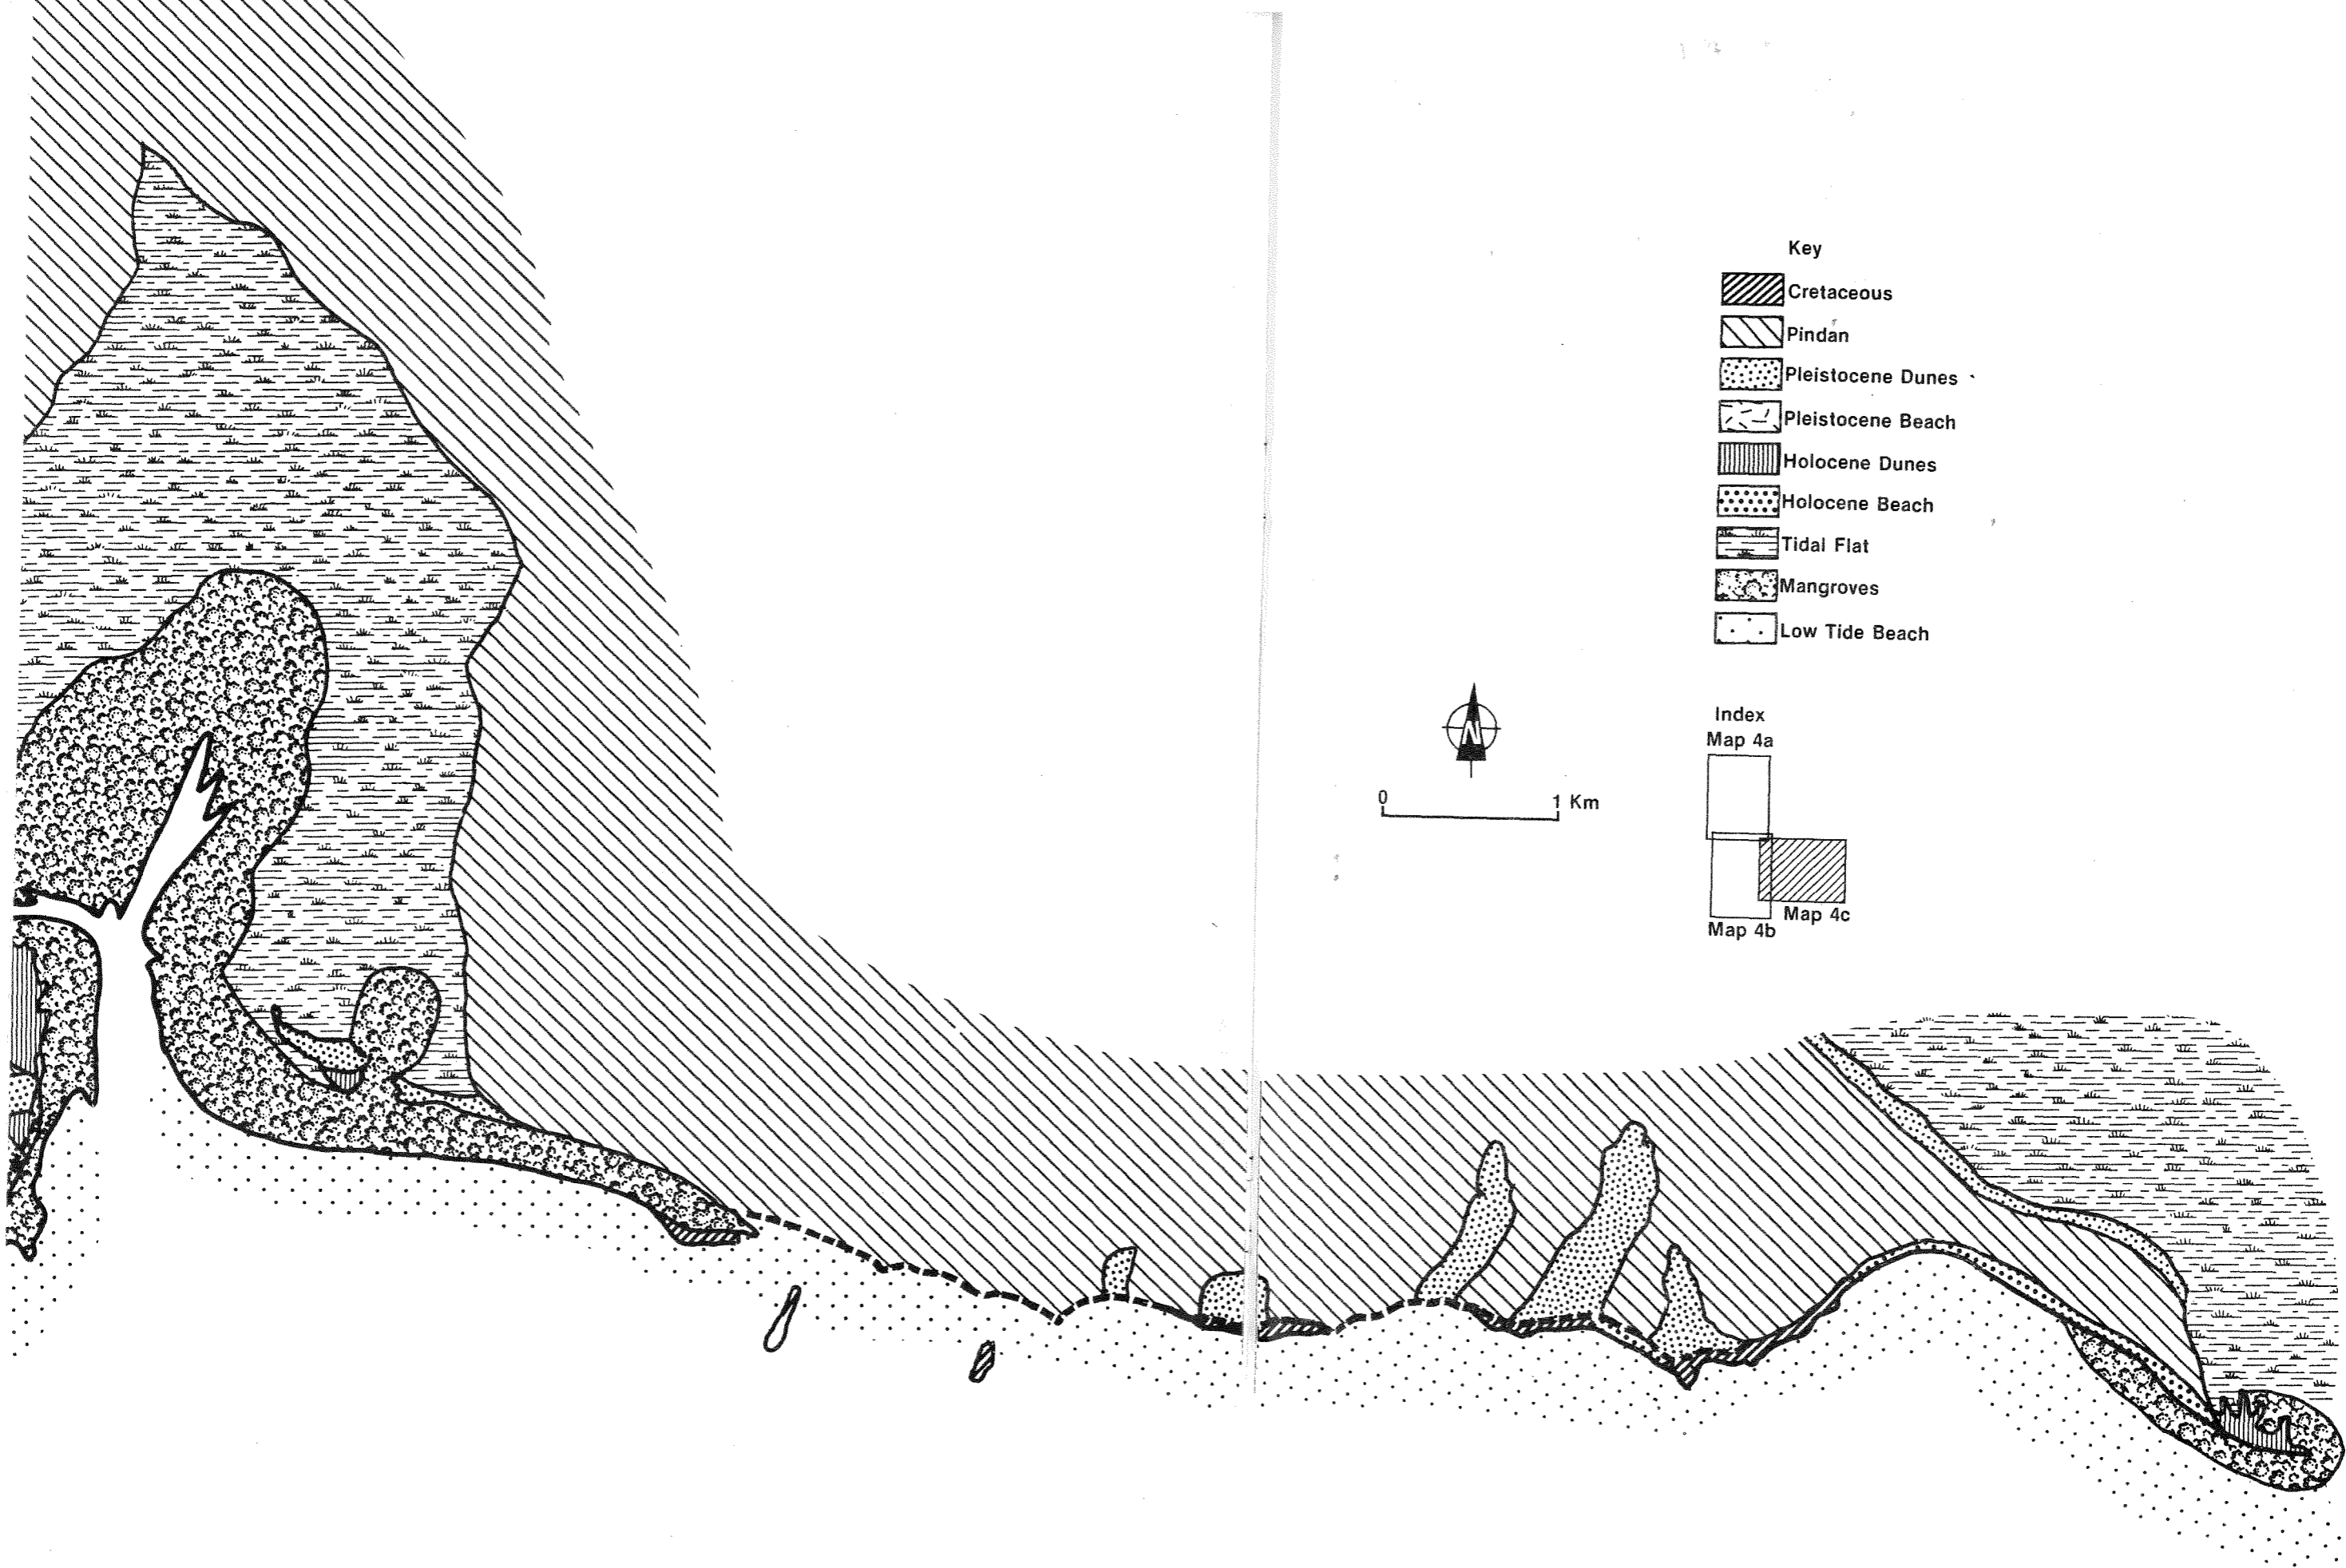 Key
Cretaceous
Pindan
Pleistocene Dunes
Pleistocene Beach
Holocene Dunes
Holocene Beach
Tidal Flat
Mangroves
Low Tide Beach
N
0 1 Km
Index
Map 4a
Map 4c
Map 4b